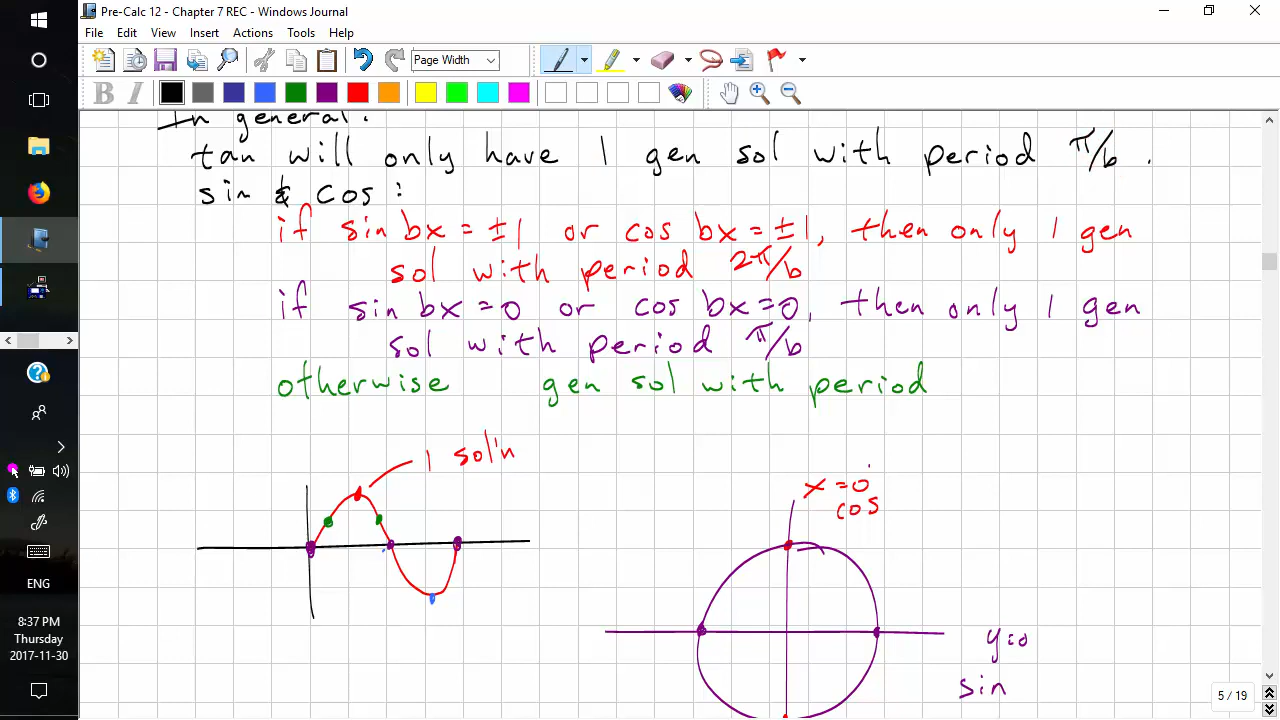 Pre-Calc 12 - Chapter 7 REC - Windows Journal
File Edit View Insert Actions Tools Help
Page Width
B I
In general:
tan will only have 1 gen sol with period π/b .
sin & cos :
if sin bx = ±1 or cos bx = ±1, then only 1 gen
sol with period 2π/b
if sin bx = 0 or cos bx = 0, then only 1 gen
sol with period π/b
otherwise gen sol with period
1 sol'n
x = 0
cos
y=0
sin
ENG
8:37 PM
Thursday
2017-11-30
5 / 19